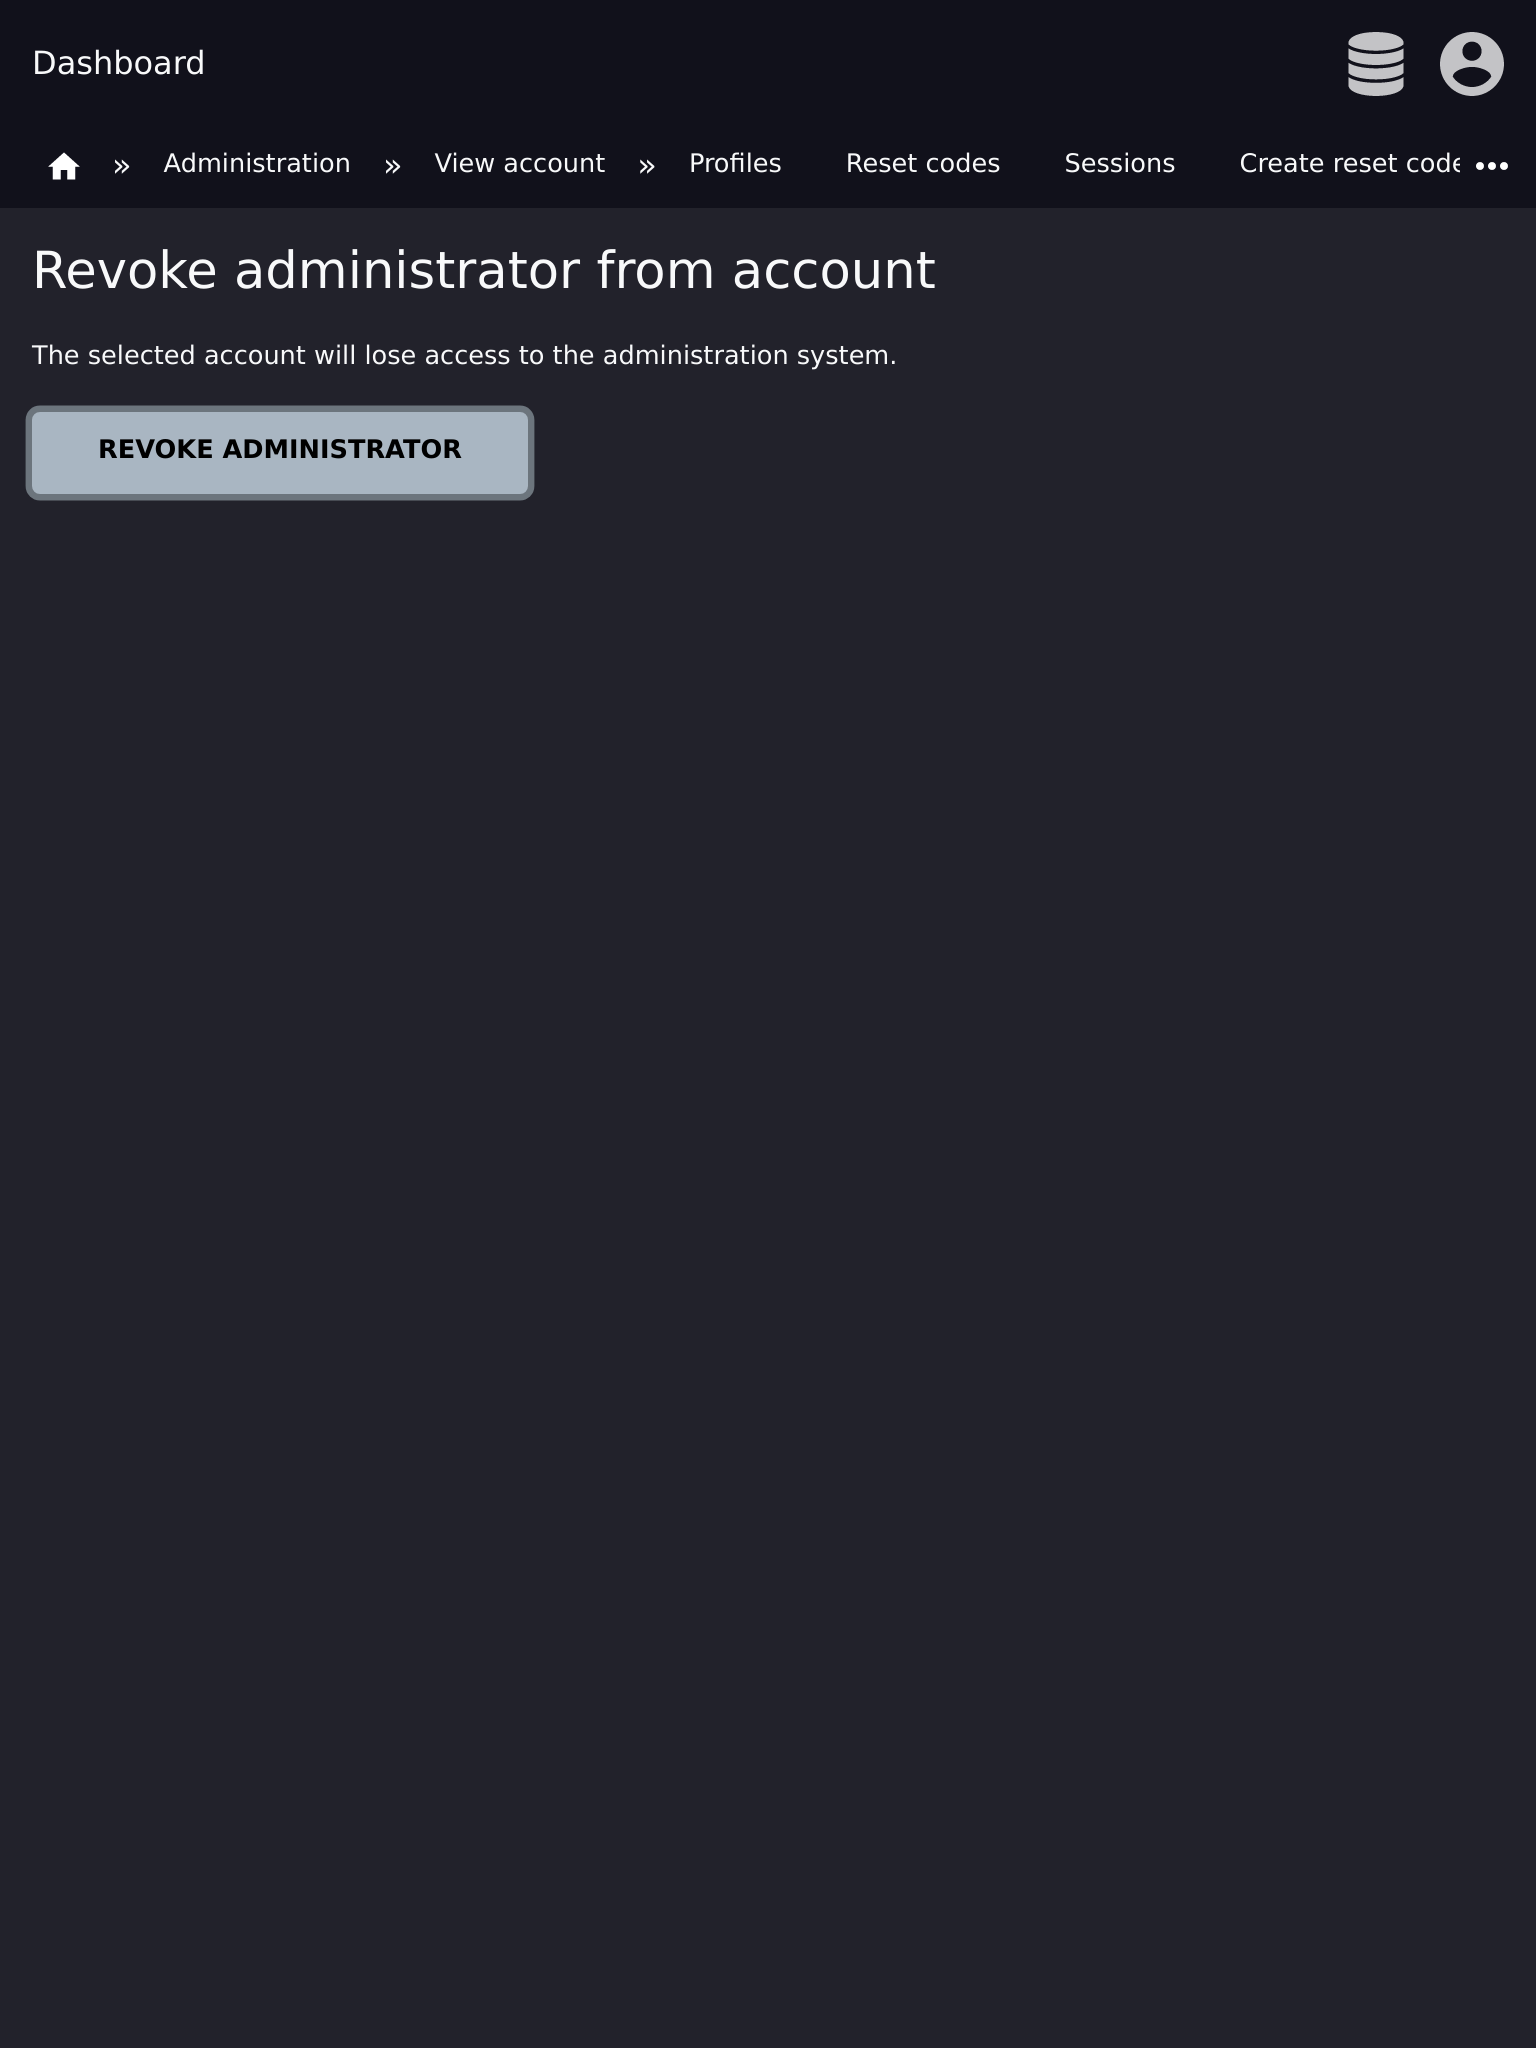 Dashboard
» Administration » View account » Profiles Reset codes Sessions Create reset code
Revoke administrator from account
The selected account will lose access to the administration system.
REVOKE ADMINISTRATOR